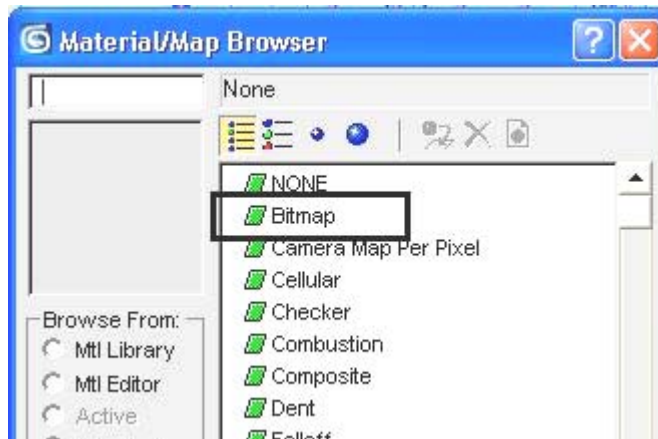 Material/Map Browser
None
NONE
Bitmap
Camera Map Per Pixel
Cellular
Checker
Combustion
Composite
Dent
Falloff
Browse From:
Mtl Library
Mtl Editor
Active